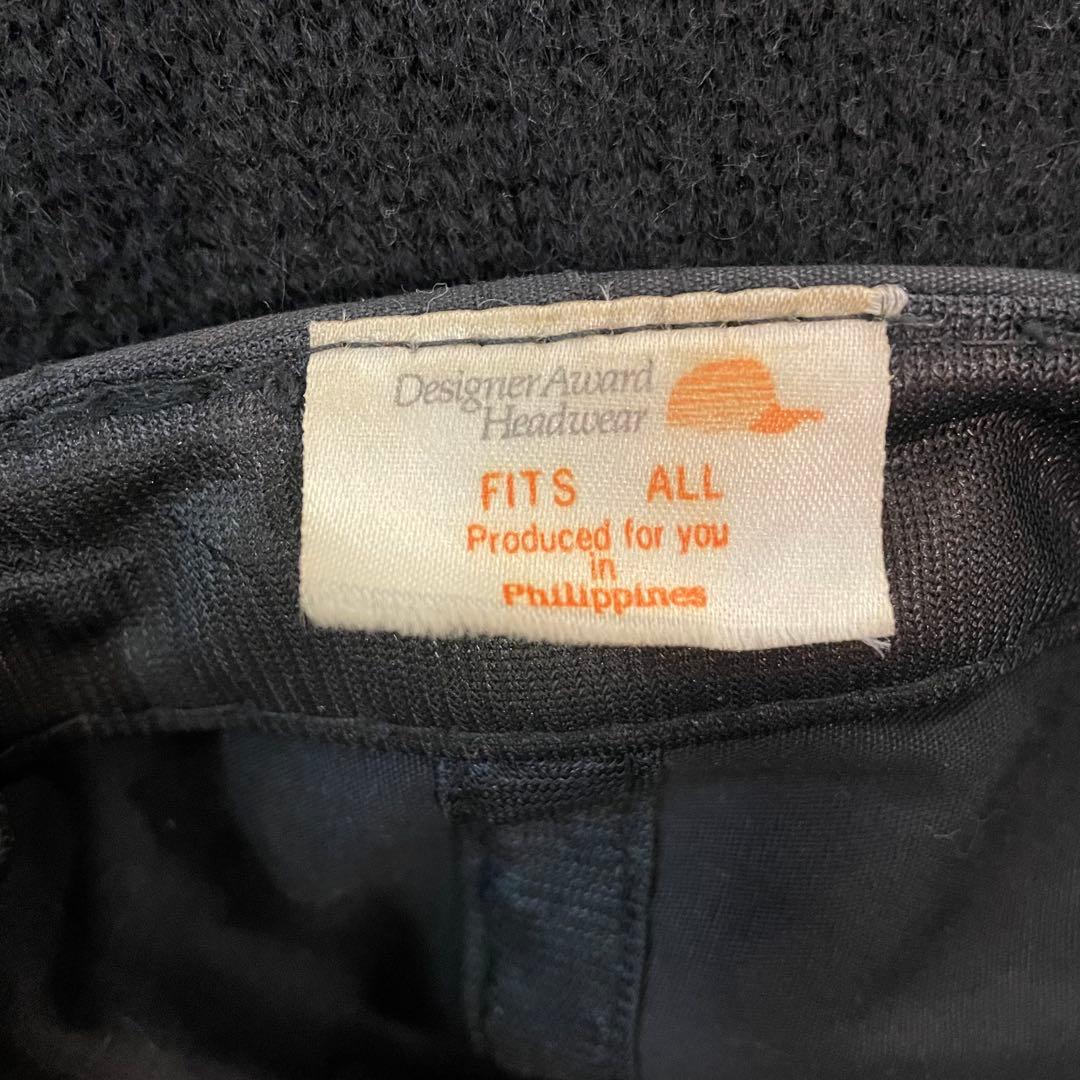 Designer Award
Headwear
FITS ALL
Produced for you
in
Philippines